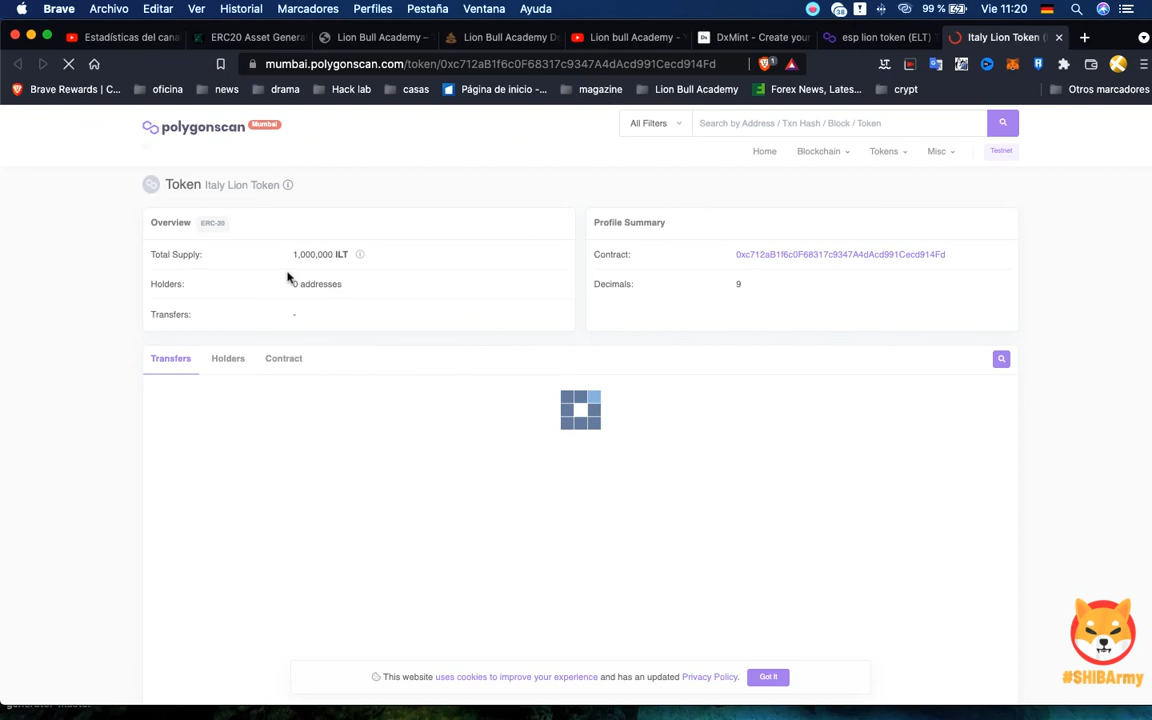 Brave Archivo Editar Ver Historial Marcadores Perfiles Pestaña Ventana Ayuda 38 99 % Vie 11:20
Estadísticas del cana ERC20 Asset Genera Lion Bull Academy – Lion Bull Academy D Lion bull Academy - Y DxMint - Create your esp lion token (ELT) Italy Lion Token (
mumbai.polygonscan.com/token/0xc712aB1f6c0F68317c9347A4dAcd991Cecd914Fd 1
Brave Rewards | C... oficina news drama Hack lab Página de inicio -... casas magazine Lion Bull Academy Forex News, Lates... crypt Otros marcadores
polygonscan Mumbai
All Filters Search by Address / Txn Hash / Block / Token
Home Blockchain Tokens Misc Testnet
Token Italy Lion Token
Overview ERC-20
Total Supply: 1,000,000 ILT
Holders: 0 addresses
Transfers: -
Profile Summary
Contract: 0xc712aB1f6c0F68317c9347A4dAcd991Cecd914Fd
Decimals: 9
Transfers Holders Contract
This website uses cookies to improve your experience and has an updated Privacy Policy. Got It
#SHIBArmy